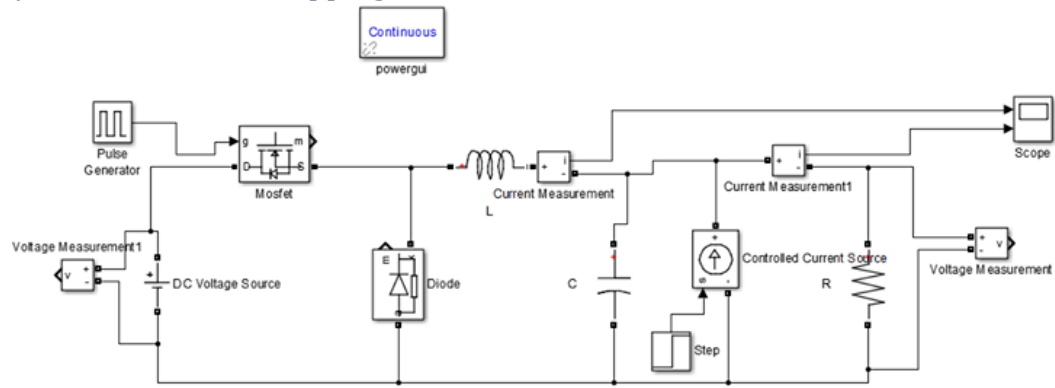 Continuous
powergui
Pulse
Generator
g
m
D
S
Mosfet
Scope
+
i
-
Current Measurement
L
+
i
-
Current Measurement1
Voltage Measurement1
v
+
-
+
DC Voltage Source
m
k
a
Diode
+
C
+
s
-
Controlled Current Source
R
+
-
v
Voltage Measurement
Step